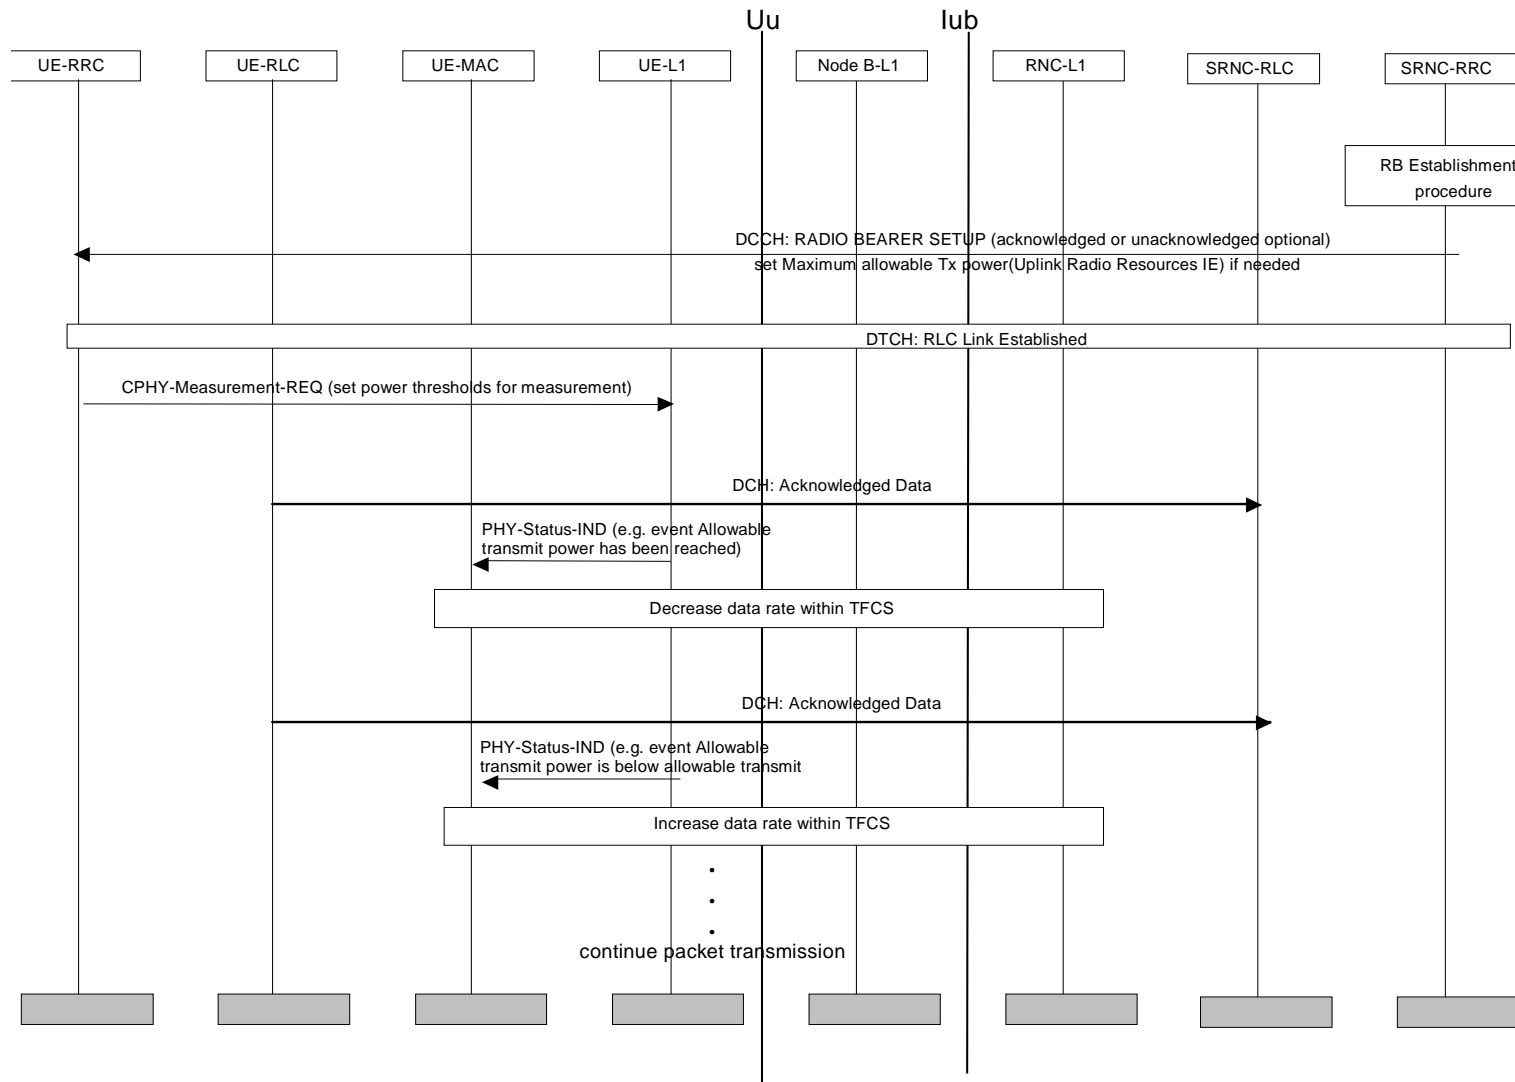 Uu
Iub
UE-RRC
UE-RLC
UE-MAC
UE-L1
Node B-L1
RNC-L1
SRNC-RLC
SRNC-RRC
RB Establishment
procedure
DCCH: RADIO BEARER SETUP (acknowledged or unacknowledged optional)
set Maximum allowable Tx power(Uplink Radio Resources IE) if needed
DTCH: RLC Link Established
CPHY-Measurement-REQ (set power thresholds for measurement)
DCH: Acknowledged Data
PHY-Status-IND (e.g. event Allowable
transmit power has been reached)
Decrease data rate within TFCS
DCH: Acknowledged Data
PHY-Status-IND (e.g. event Allowable
transmit power is below allowable transmit
Increase data rate within TFCS
continue packet transmission